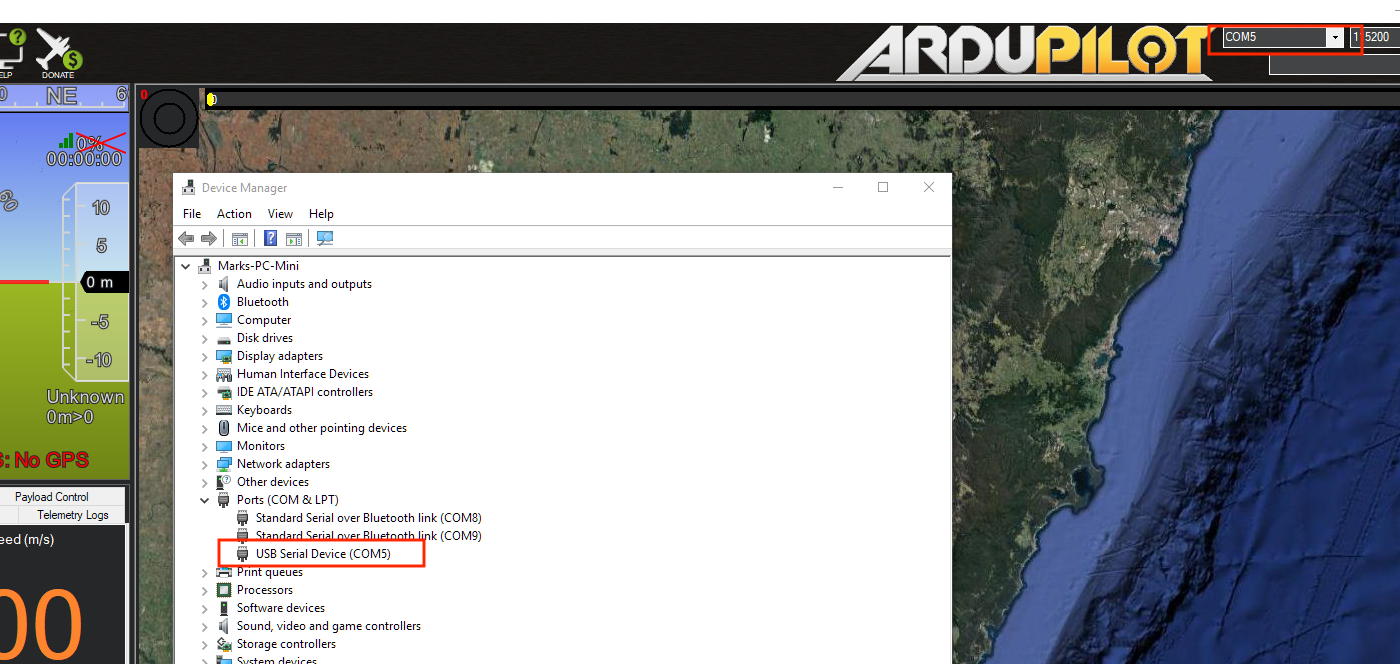 ARDUPILOT
COM5
115200
ELP
DONATE
0 NE 6
0
0
0%
00:00:00
10
5
0 m
-5
-10
Unknown
0m>0
S: No GPS
Payload Control
Telemetry Logs
eed (m/s)
00
Device Manager
File Action View Help
Marks-PC-Mini
Audio inputs and outputs
Bluetooth
Computer
Disk drives
Display adapters
Human Interface Devices
IDE ATA/ATAPI controllers
Keyboards
Mice and other pointing devices
Monitors
Network adapters
Other devices
Ports (COM & LPT)
Standard Serial over Bluetooth link (COM8)
Standard Serial over Bluetooth link (COM9)
USB Serial Device (COM5)
Print queues
Processors
Software devices
Sound, video and game controllers
Storage controllers
System devices